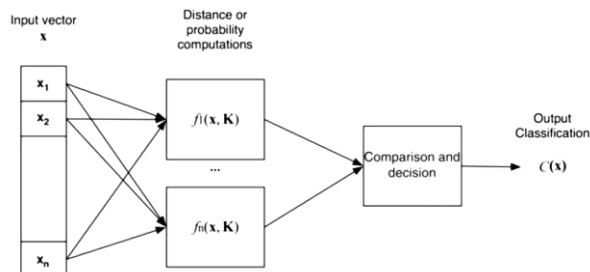 Input vector
x
x1
x2
xn
Distance or
probability
computations
f1(x, K)
...
fn(x, K)
Comparison and
decision
Output
Classification
C(x)